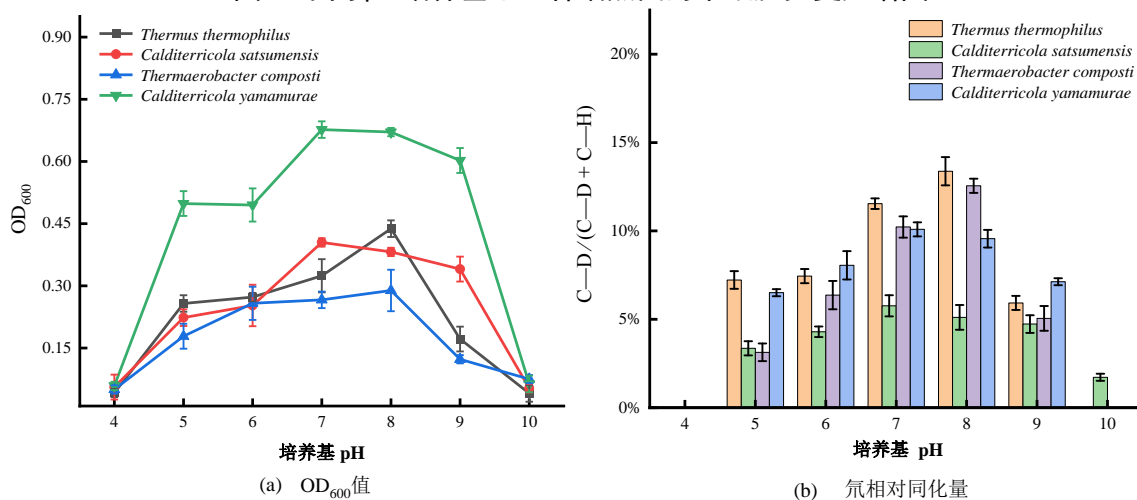 0.90
0.75
0.60
0.45
0.30
0.15
OD600
Thermus thermophilus
Calditerricola satsumensis
Thermaerobacter composti
Calditerricola yamamurae
4 5 6 7 8 9 10
培养基 pH
(a) OD600值
20%
15%
10%
5%
0%
C—D/(C—D + C—H)
Thermus thermophilus
Calditerricola satsumensis
Thermaerobacter composti
Calditerricola yamamurae
4 5 6 7 8 9 10
培养基 pH
(b) 氘相对同化量